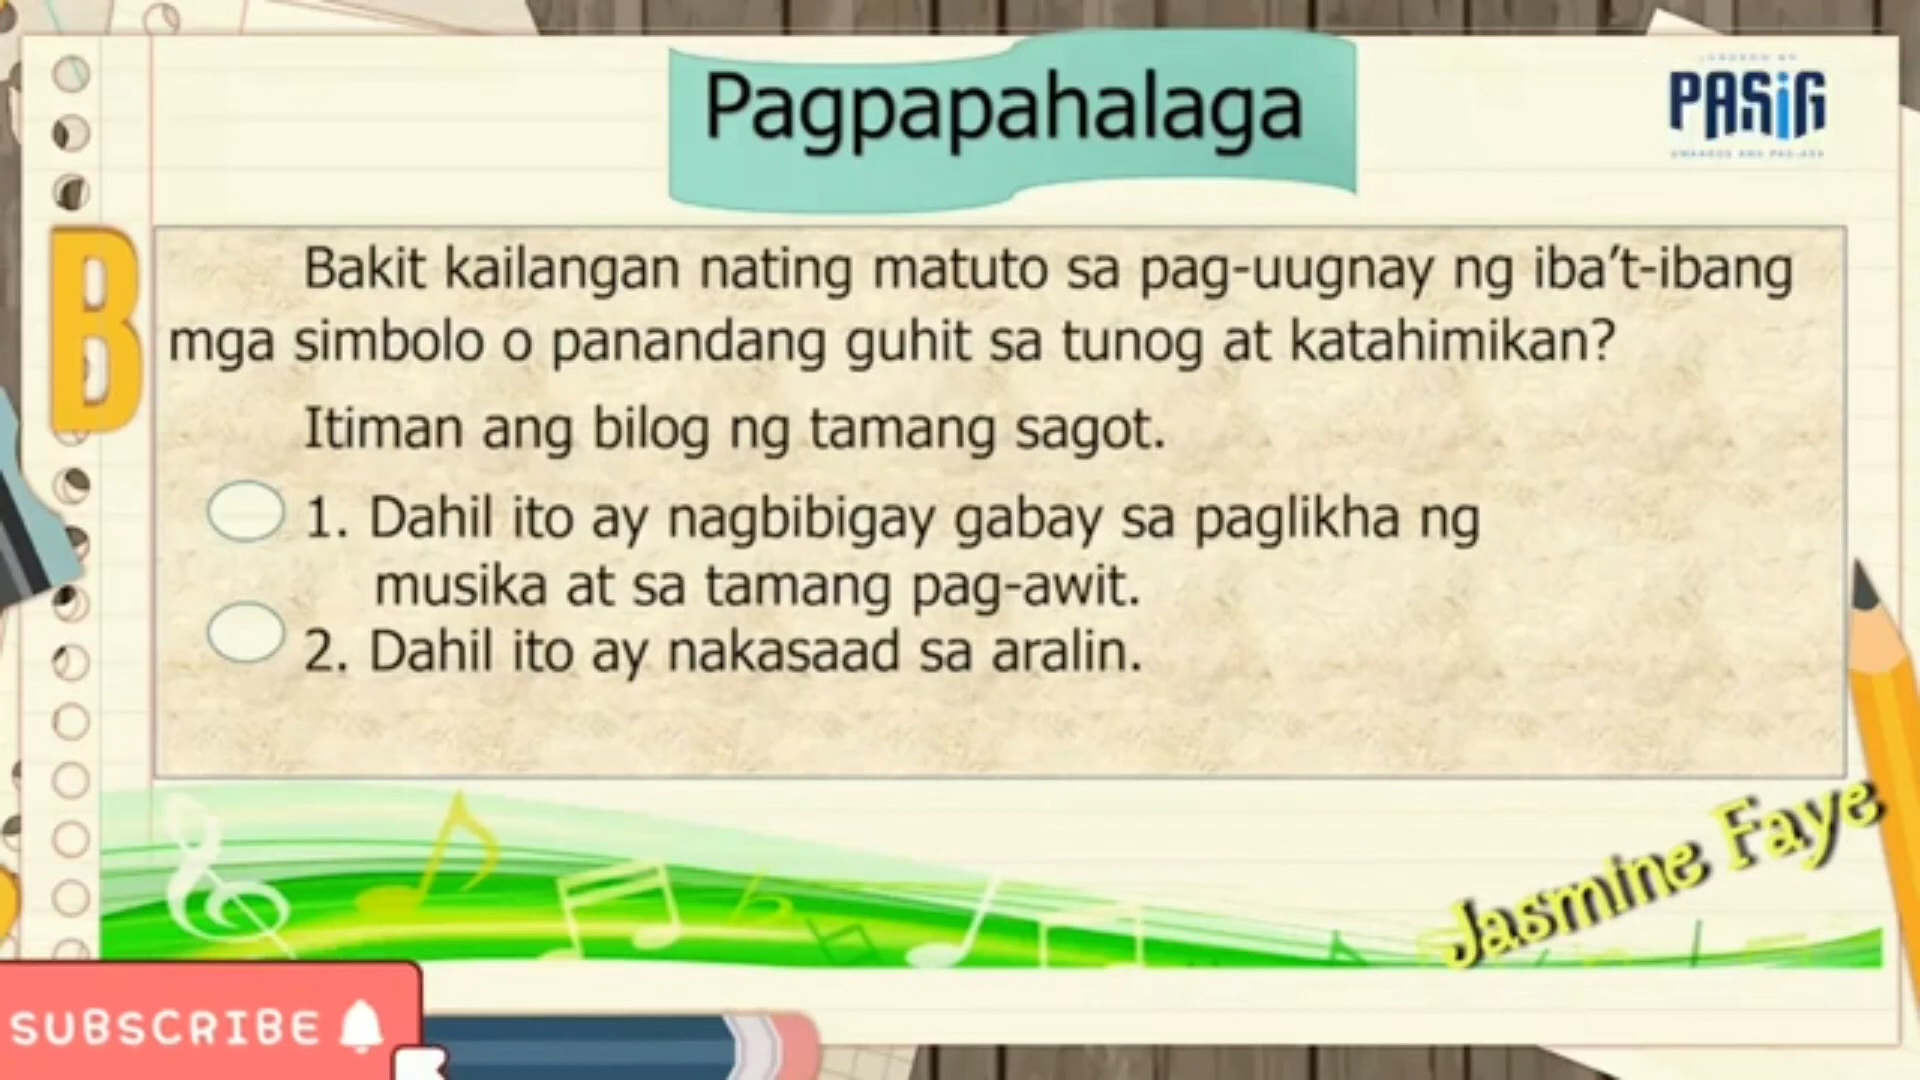 Pagpapahalaga
PASiG
B
Bakit kailangan nating matuto sa pag-uugnay ng iba't-ibang
mga simbolo o panandang guhit sa tunog at katahimikan?
Itiman ang bilog ng tamang sagot.
1. Dahil ito ay nagbibigay gabay sa paglikha ng
musika at sa tamang pag-awit.
2. Dahil ito ay nakasaad sa aralin.
Jasmine Faye
SUBSCRIBE